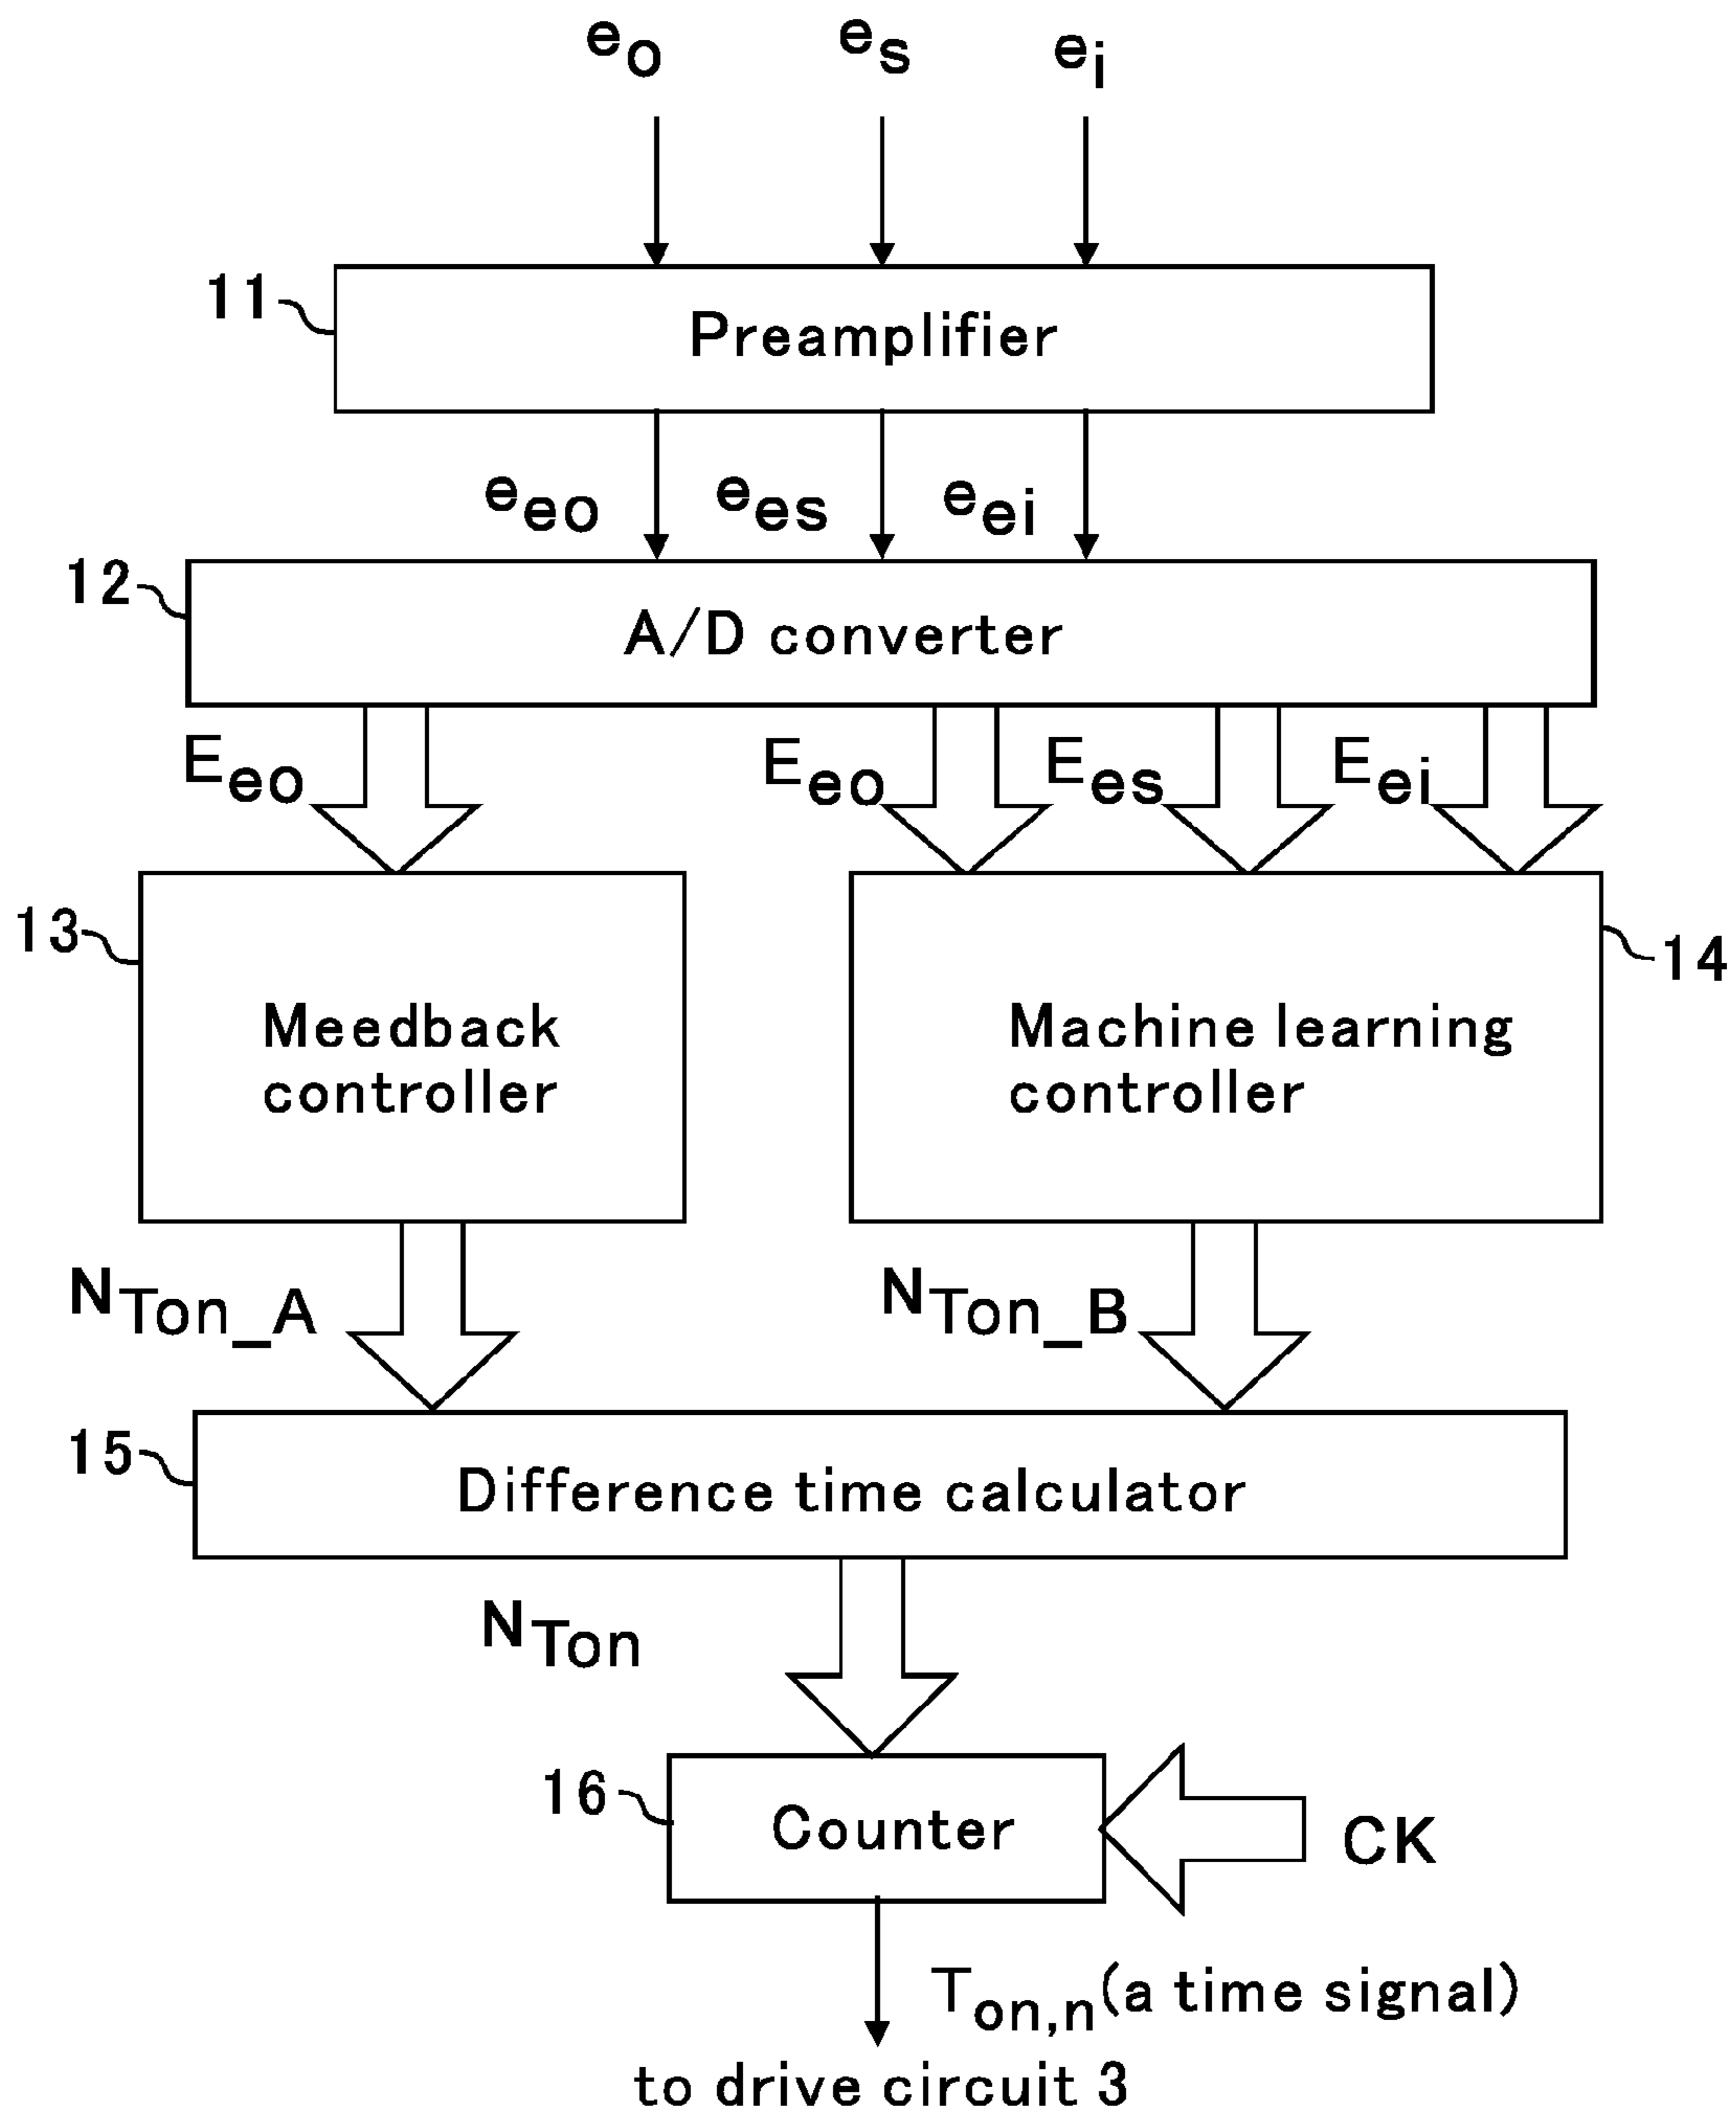 eo es ei
11
Preamplifier
eeo ees eei
12
A/D converter
Eeo Eeo Ees Eei
13
Meedback
controller
14
Machine learning
controller
NTon_A NTon_B
15
Difference time calculator
NTon
16
Counter
CK
Ton,n(a time signal)
to drive circuit 3